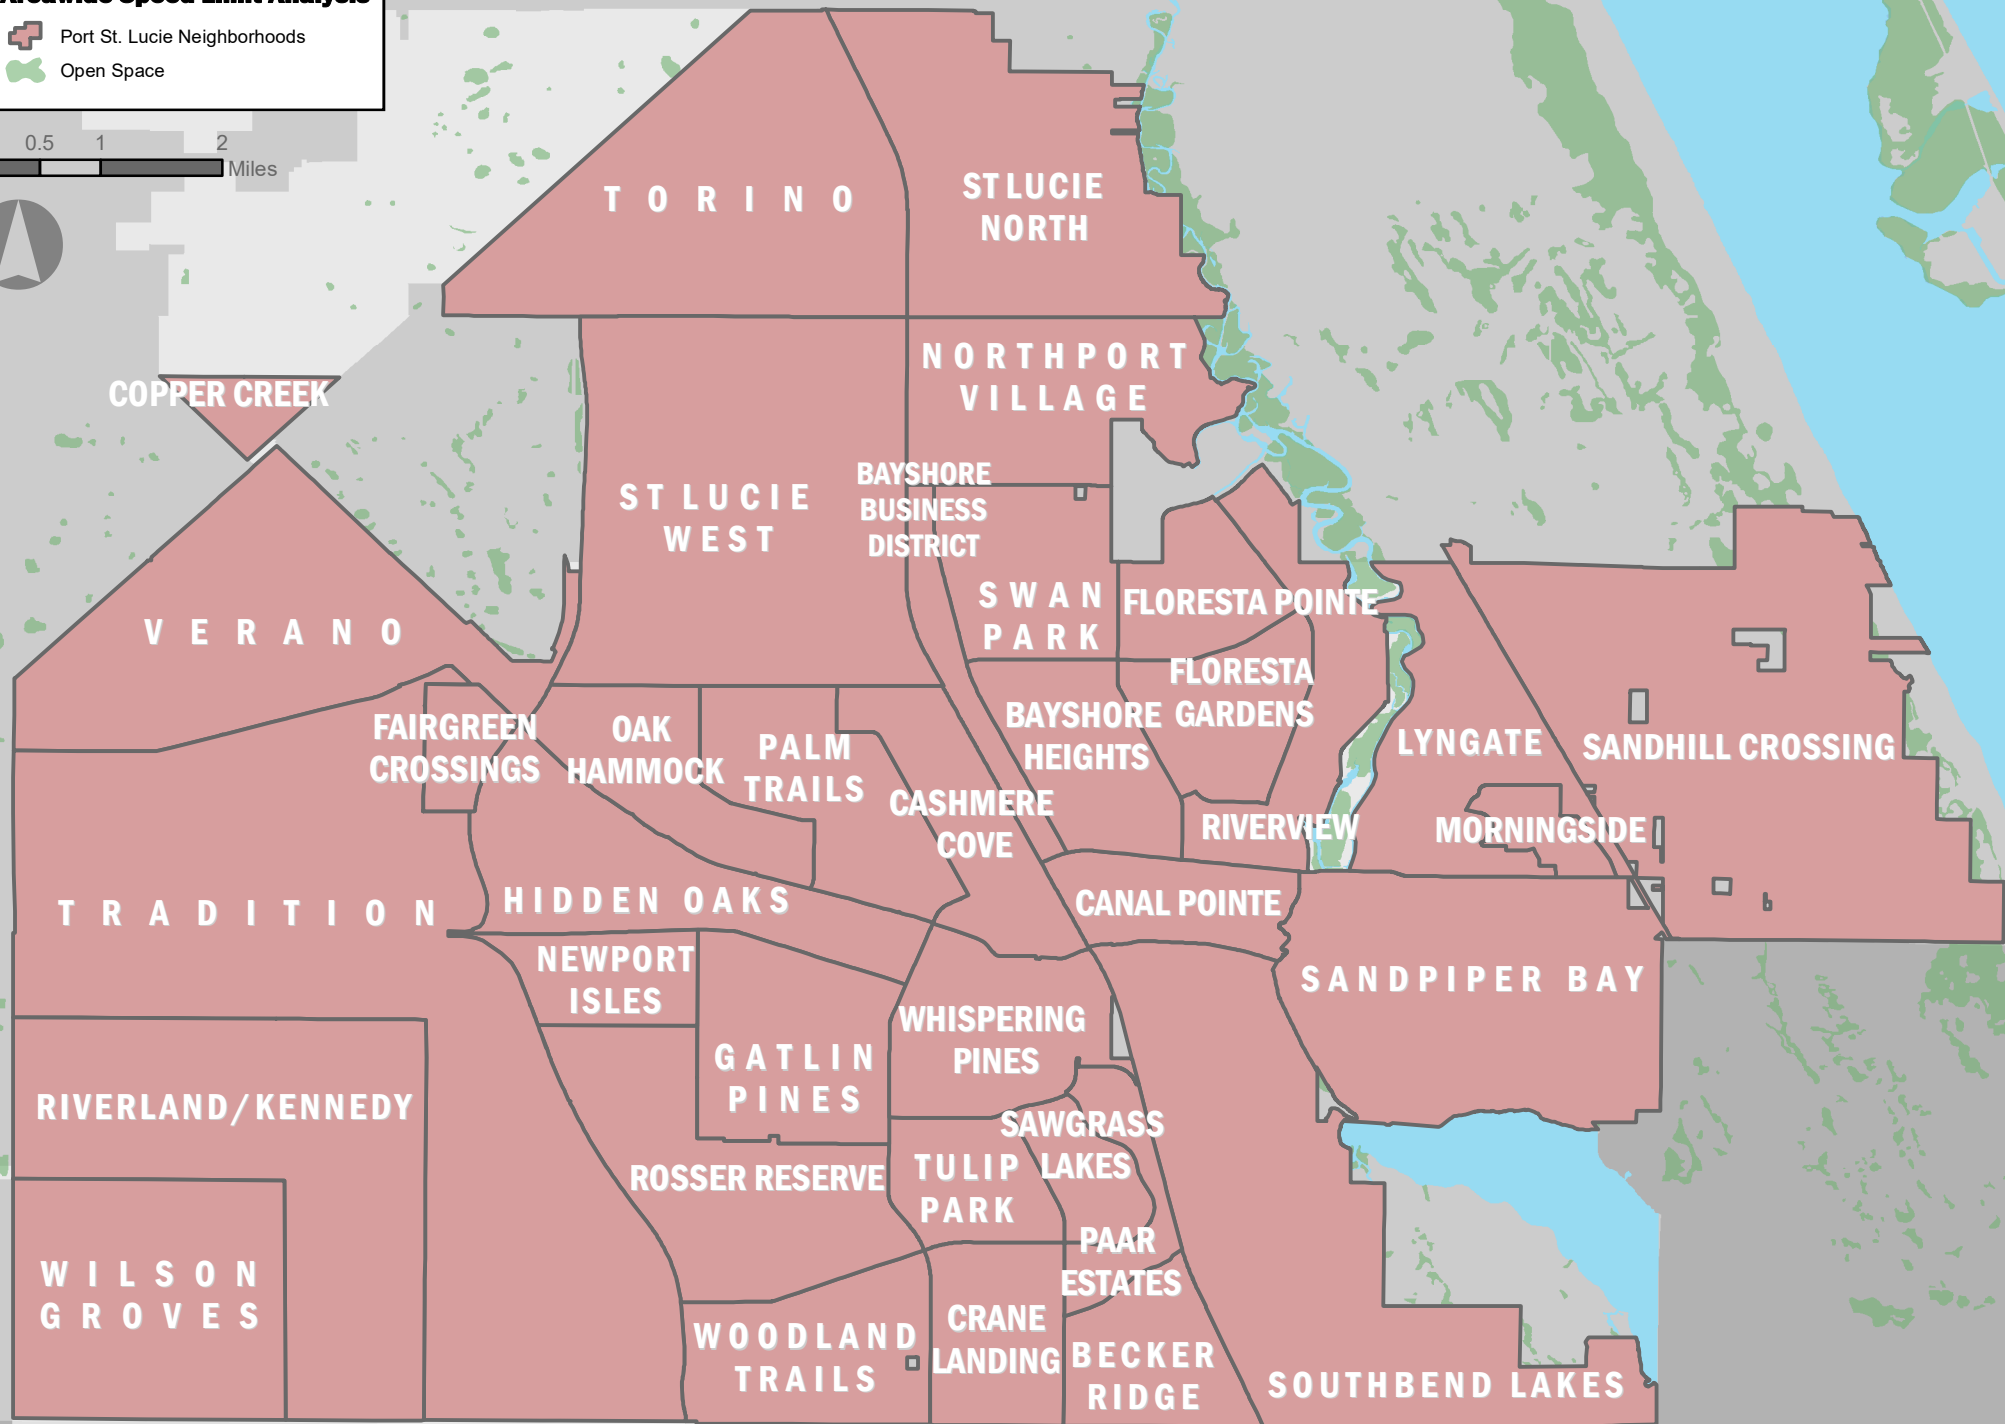 Areawide Speed Limit Analysis
Port St. Lucie Neighborhoods
Open Space
0.5 1 2
Miles
TORINO
ST LUCIE
NORTH
NORTHPORT
VILLAGE
COPPER CREEK
BAYSHORE
BUSINESS
DISTRICT
ST LUCIE
WEST
SWAN
PARK
FLORESTA POINTE
VERANO
FLORESTA
GARDENS
BAYSHORE
HEIGHTS
FAIRGREEN
CROSSINGS
OAK
HAMMOCK
PALM
TRAILS
LYNGATE
SANDHILL CROSSING
CASHMERE
COVE
RIVERVIEW
MORNINGSIDE
TRADITION
HIDDEN OAKS
CANAL POINTE
NEWPORT
ISLES
SANDPIPER BAY
WHISPERING
PINES
GATLIN
PINES
RIVERLAND/KENNEDY
SAWGRASS
LAKES
TULIP
PARK
ROSSER RESERVE
PAAR
ESTATES
WILSON
GROVES
CRANE
LANDING
WOODLAND
TRAILS
BECKER
RIDGE
SOUTHBEND LAKES